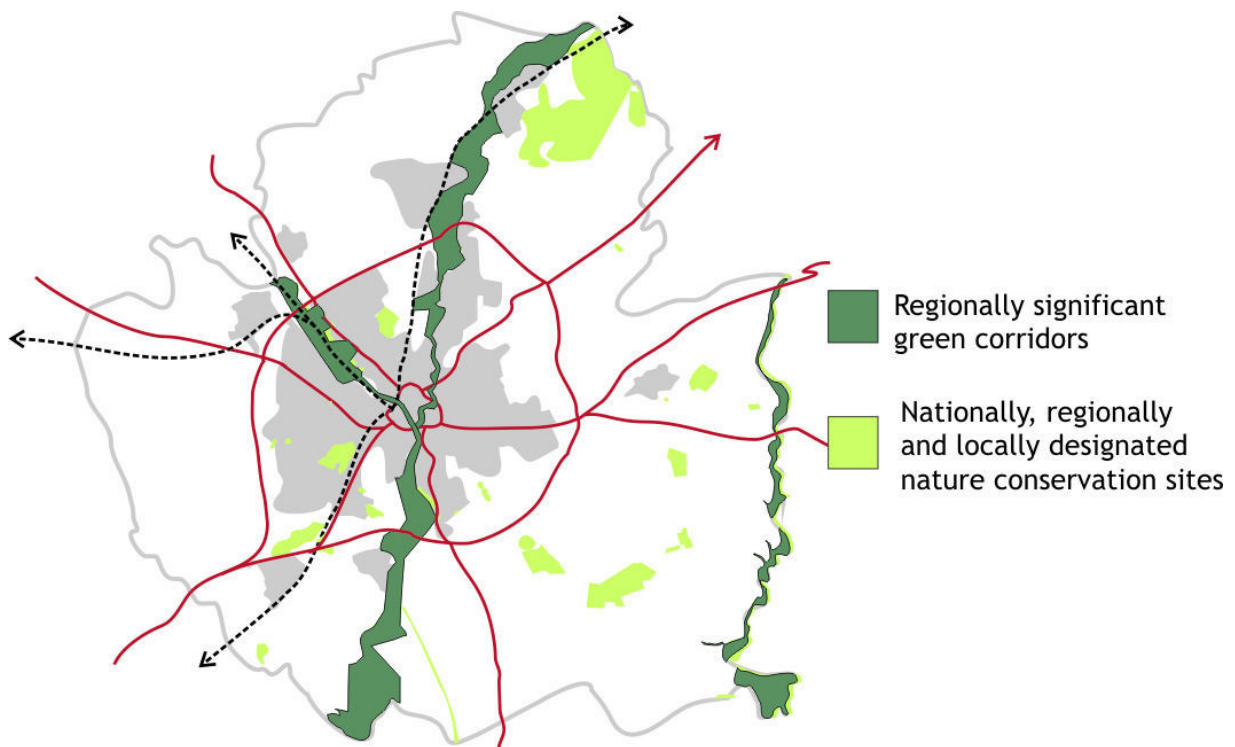 Regionally significant
green corridors
Nationally, regionally
and locally designated
nature conservation sites